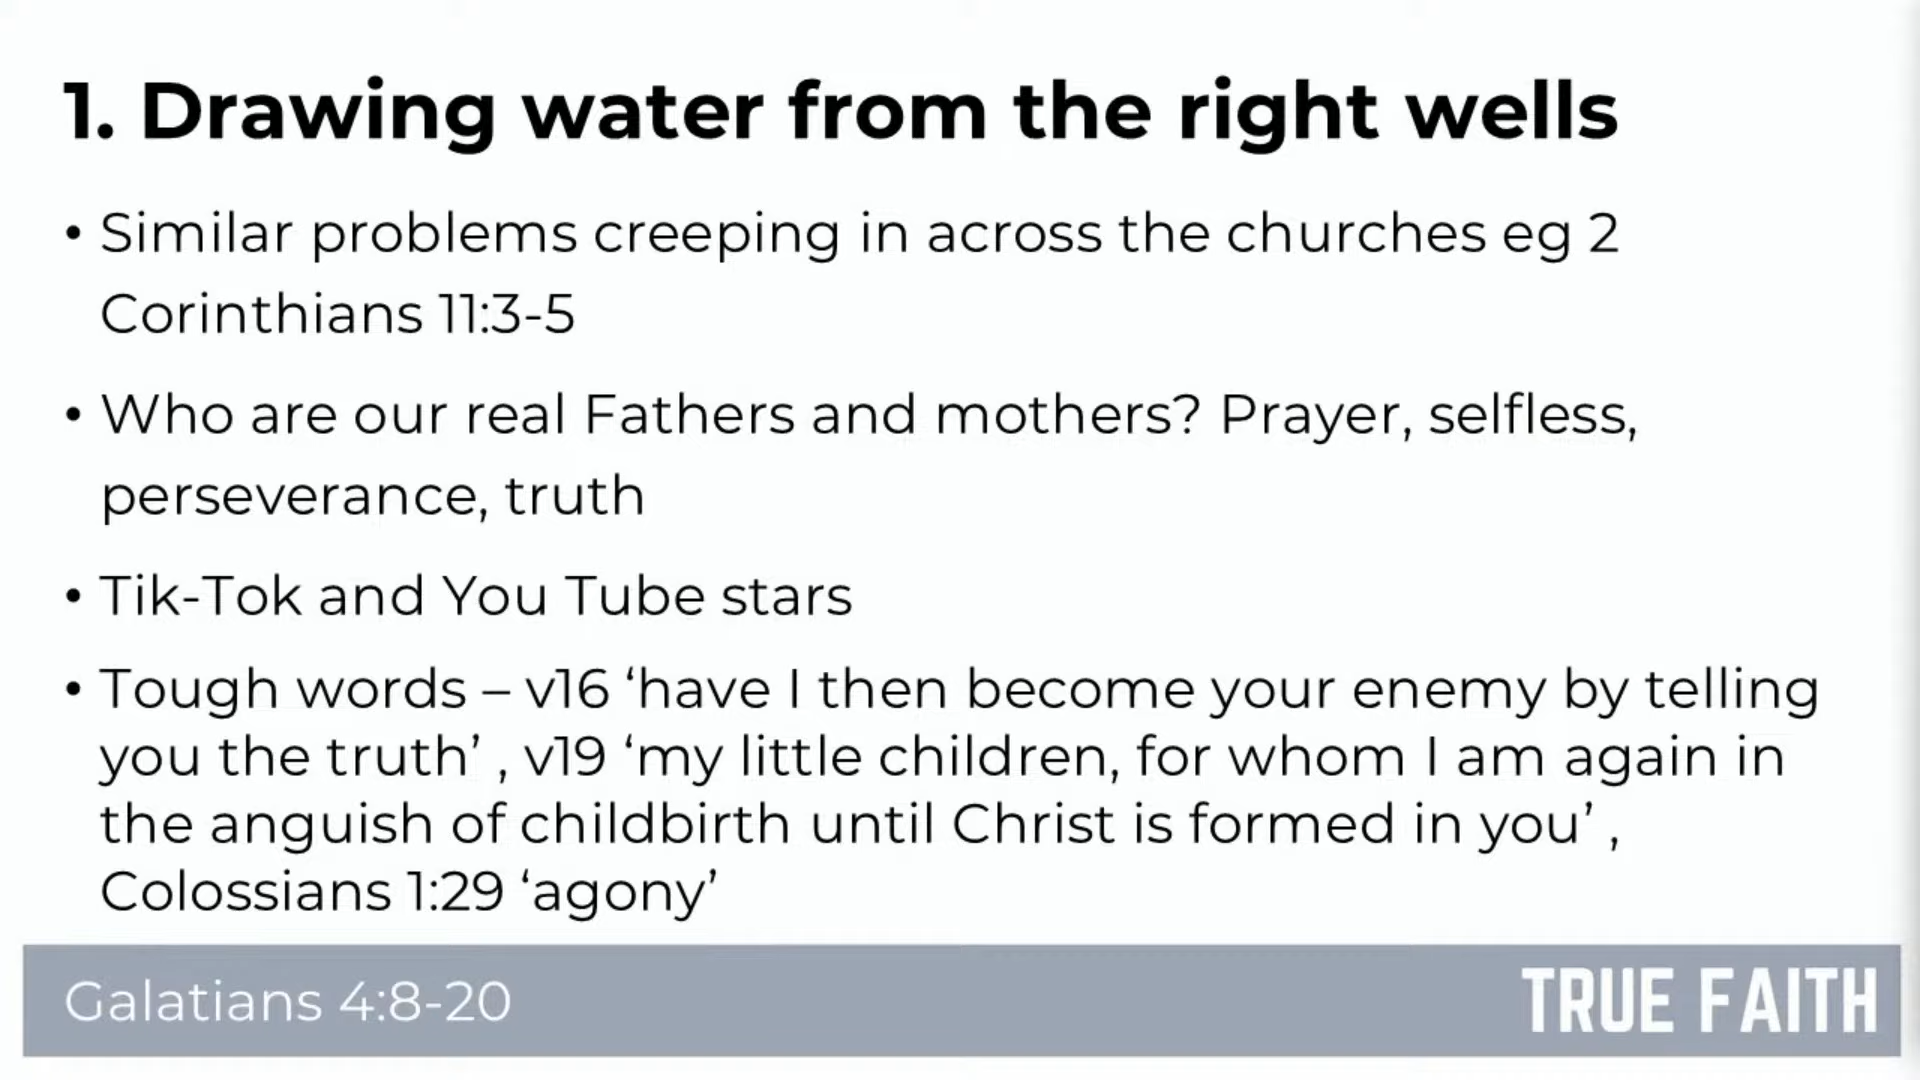 1. Drawing water from the right wells
• Similar problems creeping in across the churches eg 2
Corinthians 11:3-5
• Who are our real Fathers and mothers? Prayer, selfless,
perseverance, truth
• Tik-Tok and You Tube stars
• Tough words – v16 ‘have I then become your enemy by telling
you the truth’ , v19 ‘my little children, for whom I am again in
the anguish of childbirth until Christ is formed in you’ ,
Colossians 1:29 ‘agony’
Galatians 4:8-20
TRUE FAITH